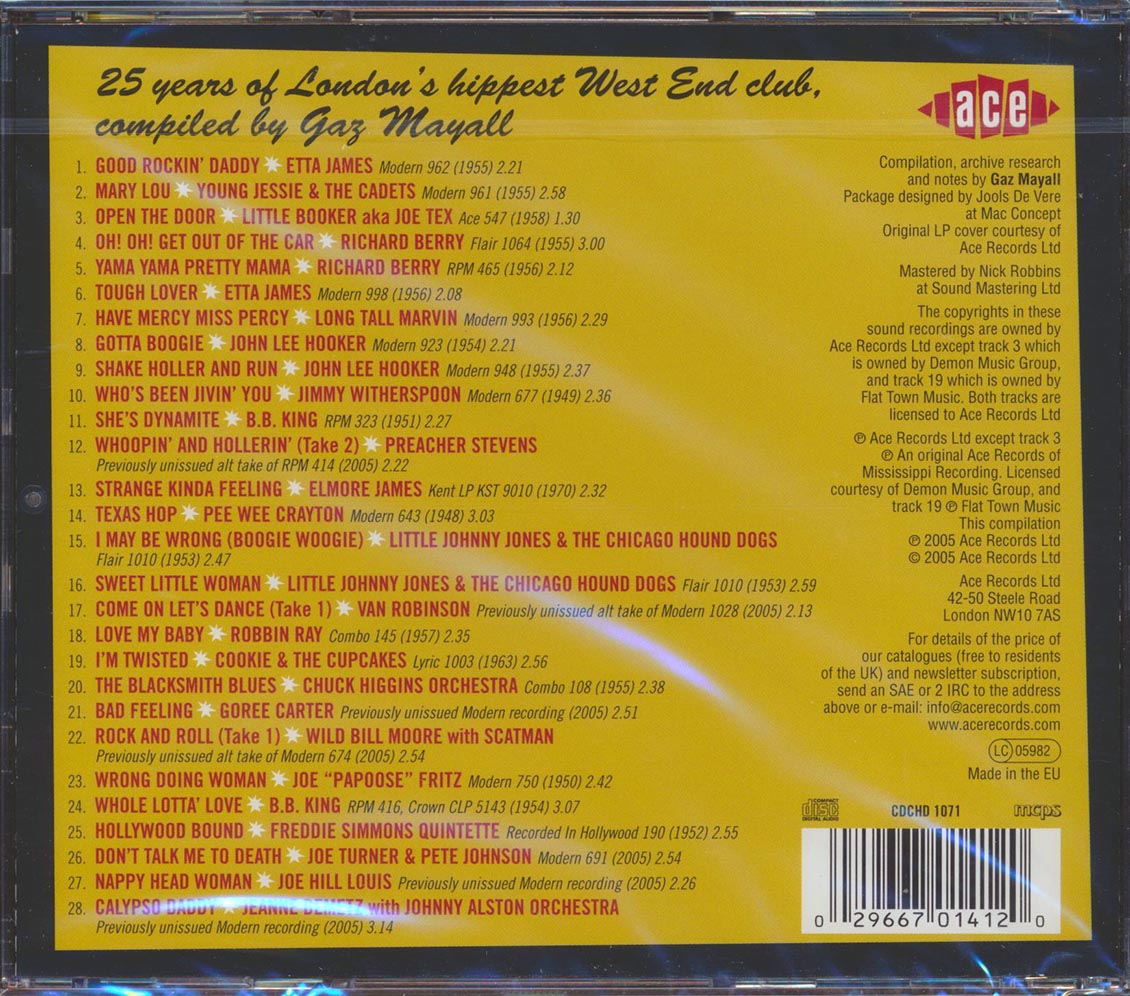 25 years of London's hippest West End club,
compiled by Gaz Mayall
1. GOOD ROCKIN' DADDY ETTA JAMES Modern 962 (1955) 2.21
2. MARY LOU YOUNG JESSIE & THE CADETS Modern 961 (1955) 2.58
3. OPEN THE DOOR LITTLE BOOKER aka JOE TEX Ace 547 (1958) 1.30
4. OH! OH! GET OUT OF THE CAR RICHARD BERRY Flair 1064 (1955) 3.00
5. YAMA YAMA PRETTY MAMA RICHARD BERRY RPM 465 (1956) 2.12
6. TOUGH LOVER ETTA JAMES Modern 998 (1956) 2.08
7. HAVE MERCY MISS PERCY LONG TALL MARVIN Modern 993 (1956) 2.29
8. GOTTA BOOGIE JOHN LEE HOOKER Modern 923 (1954) 2.21
9. SHAKE HOLLER AND RUN JOHN LEE HOOKER Modern 948 (1955) 2.37
10. WHO'S BEEN JIVIN' YOU JIMMY WITHERSPOON Modern 677 (1949) 2.36
11. SHE'S DYNAMITE B.B. KING RPM 323 (1951) 2.27
12. WHOOPIN' AND HOLLERIN' (Take 2) PREACHER STEVENS
Previously unissued alt take of RPM 414 (2005) 2.22
13. STRANGE KINDA FEELING ELMORE JAMES Kent LP KST 9010 (1970) 2.32
14. TEXAS HOP PEE WEE CRAYTON Modern 643 (1948) 3.03
15. I MAY BE WRONG (BOOGIE WOOGIE) LITTLE JOHNNY JONES & THE CHICAGO HOUND DOGS
Flair 1010 (1953) 2.47
16. SWEET LITTLE WOMAN LITTLE JOHNNY JONES & THE CHICAGO HOUND DOGS Flair 1010 (1953) 2.59
17. COME ON LET'S DANCE (Take 1) VAN ROBINSON Previously unissued alt take of Modern 1028 (2005) 2.13
18. LOVE MY BABY ROBBIN RAY Combo 145 (1957) 2.35
19. I'M TWISTED COOKIE & THE CUPCAKES Lyric 1003 (1963) 2.56
20. THE BLACKSMITH BLUES CHUCK HIGGINS ORCHESTRA Combo 108 (1955) 2.38
21. BAD FEELING GOREE CARTER Previously unissued Modern recording (2005) 2.51
22. ROCK AND ROLL (Take 1) WILD BILL MOORE with SCATMAN
Previously unissued alt take of Modern 674 (2005) 2.54
23. WRONG DOING WOMAN JOE "PAPOOSE" FRITZ Modern 750 (1950) 2.42
24. WHOLE LOTTA' LOVE B.B. KING RPM 416, Crown CLP 5143 (1954) 3.07
25. HOLLYWOOD BOUND FREDDIE SIMMONS QUINTETTE Recorded In Hollywood 190 (1952) 2.55
26. DON'T TALK ME TO DEATH JOE TURNER & PETE JOHNSON Modern 691 (2005) 2.54
27. NAPPY HEAD WOMAN JOE HILL LOUIS Previously unissued Modern recording (2005) 2.26
28. CALYPSO DADDY JEANNE DEMETZ with JOHNNY ALSTON ORCHESTRA
Previously unissued Modern recording (2005) 3.14
ace
Compilation, archive research
and notes by Gaz Mayall
Package designed by Jools De Vere
at Mac Concept
Original LP cover courtesy of
Ace Records Ltd
Mastered by Nick Robbins
at Sound Mastering Ltd
The copyrights in these
sound recordings are owned by
Ace Records Ltd except track 3 which
is owned by Demon Music Group,
and track 19 which is owned by
Flat Town Music. Both tracks are
licensed to Ace Records Ltd
℗ Ace Records Ltd except track 3
℗ An original Ace Records of
Mississippi Recording. Licensed
courtesy of Demon Music Group, and
track 19 ℗ Flat Town Music
This compilation
℗ 2005 Ace Records Ltd
© 2005 Ace Records Ltd
Ace Records Ltd
42-50 Steele Road
London NW10 7AS
For details of the price of
our catalogues (free to residents
of the UK) and newsletter subscription,
send an SAE or 2 IRC to the address
above or e-mail: info@acerecords.com
www.acerecords.com
LC 05982
Made in the EU
COMPACT disc DIGITAL AUDIO CDCHD 1071 mcps
0 29667 01412 0